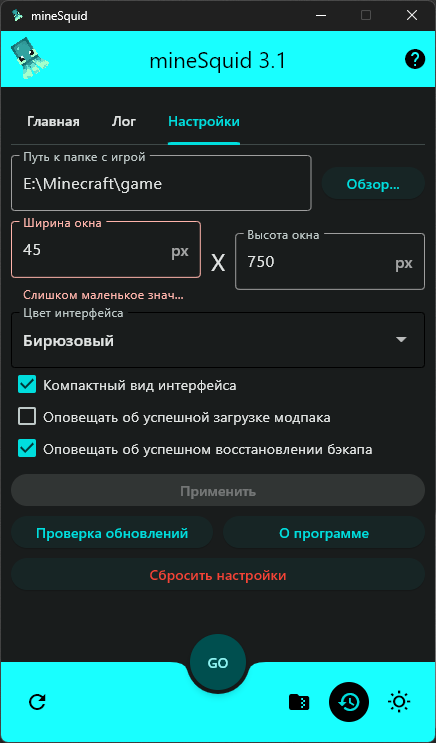 mineSquid
mineSquid 3.1
Главная Лог Настройки
Путь к папке с игрой
E:\Minecraft\game
Обзор...
Ширина окна
45 px
X
Высота окна
750 px
Слишком маленькое знач...
Цвет интерфейса
Бирюзовый
Компактный вид интерфейса
Оповещать об успешной загрузке модпака
Оповещать об успешном восстановлении бэкапа
Применить
Проверка обновлений
О программе
Сбросить настройки
GO